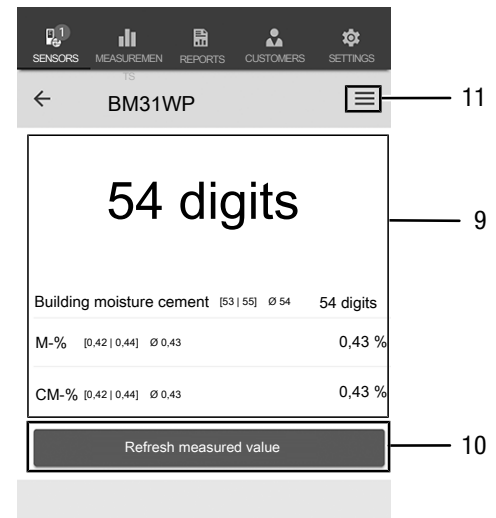 1
SENSORS MEASUREMEN REPORTS CUSTOMERS SETTINGS
TS
BM31WP
11
54 digits
9
Building moisture cement [53 | 55] Ø 54 54 digits
M-% [0,42 | 0,44] Ø 0,43 0,43 %
CM-% [0,42 | 0,44] Ø 0,43 0,43 %
Refresh measured value
10